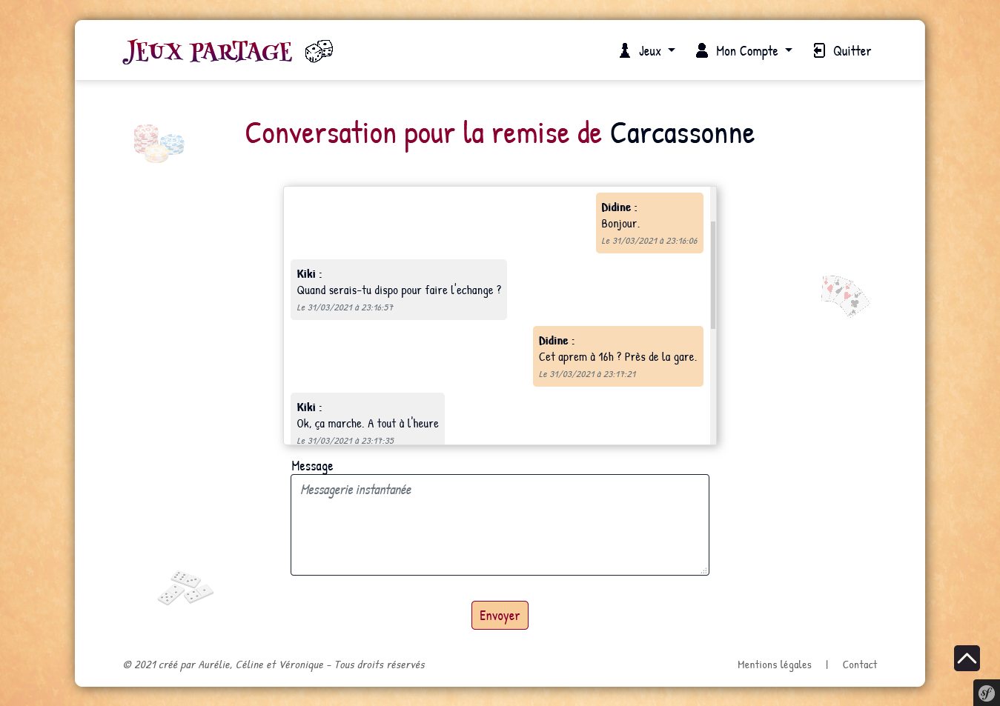 JEUX PARTAGE
Jeux
Mon Compte
Quitter
Conversation pour la remise de Carcassonne
Didine :
Bonjour.
Le 31/03/2021 à 23:16:06
Kiki :
Quand serais-tu dispo pour faire l'echange ?
Le 31/03/2021 à 23:16:57
Didine :
Cet aprem à 16h ? Près de la gare.
Le 31/03/2021 à 23:17:21
Kiki :
Ok, ça marche. A tout à l'heure
Le 31/03/2021 à 23:17:35
Message
Messagerie instantanée
Envoyer
© 2021 créé par Aurélie, Céline et Véronique - Tous droits réservés
Mentions légales | Contact
sf